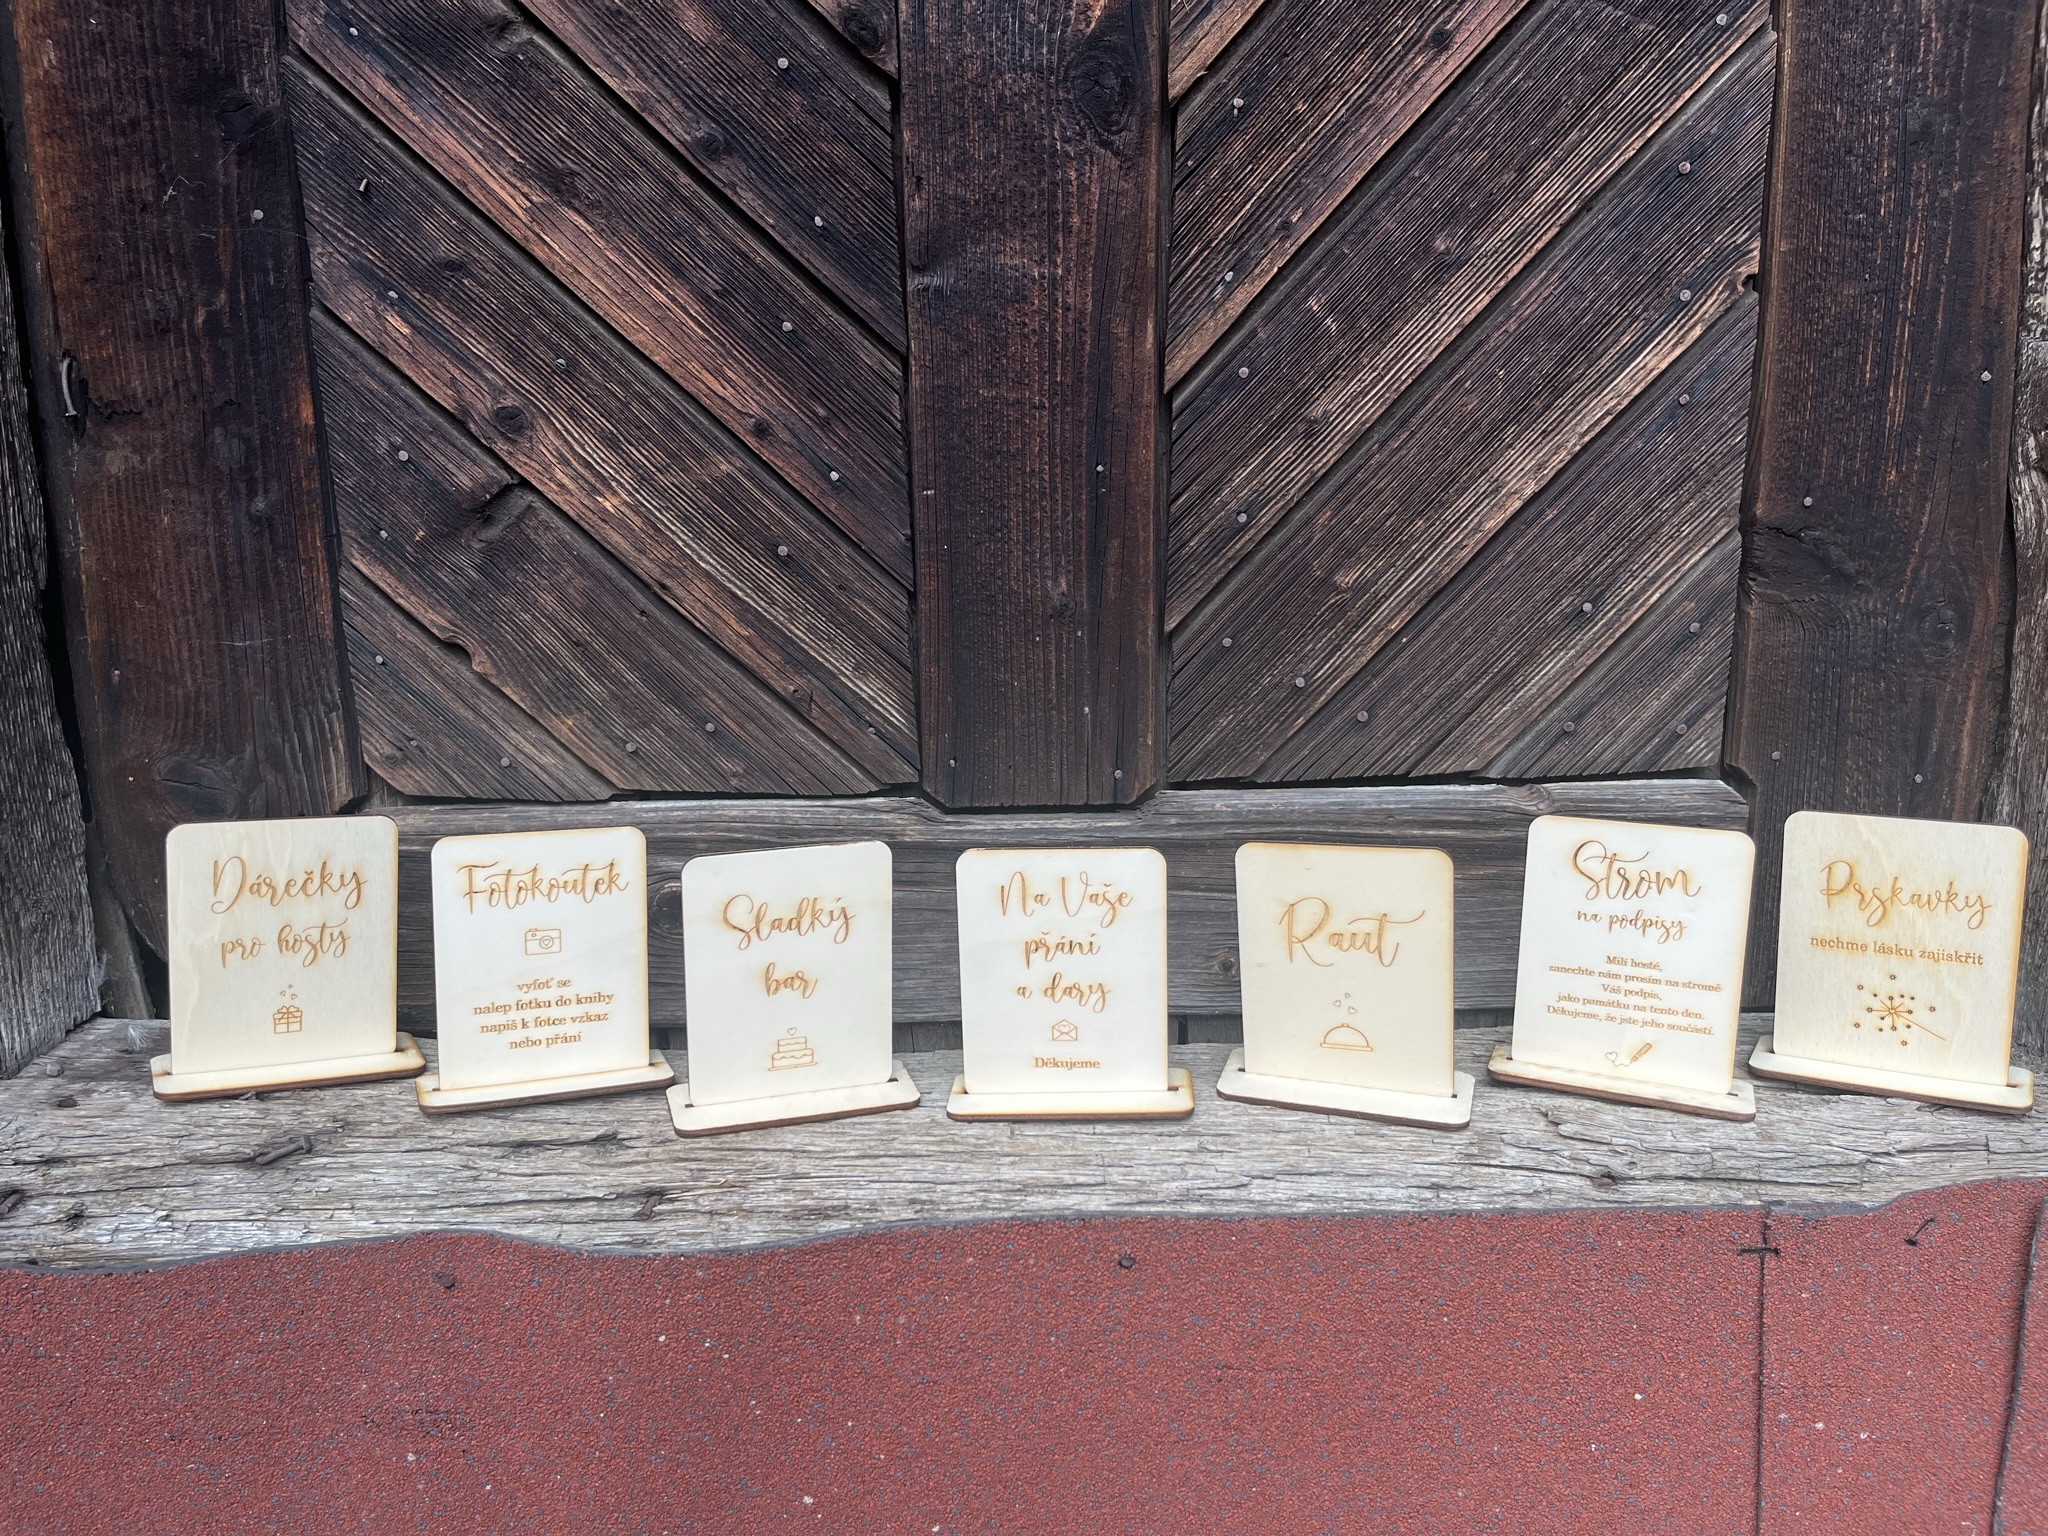 Dárečky
pro hosty
Fotokoutek
vyfoť se
nalep fotku do knihy
napiš k fotce vzkaz
nebo přání
Sladký
bar
Na Vaše
přání
a dary
Děkujeme
Raut
Strom
na podpisy
Milí hosté,
zanechte nám prosím na stromě
Váš podpis,
jako památku na tento den.
Děkujeme, že jste jeho součástí.
Prskavky
nechme lásku zajiskřit